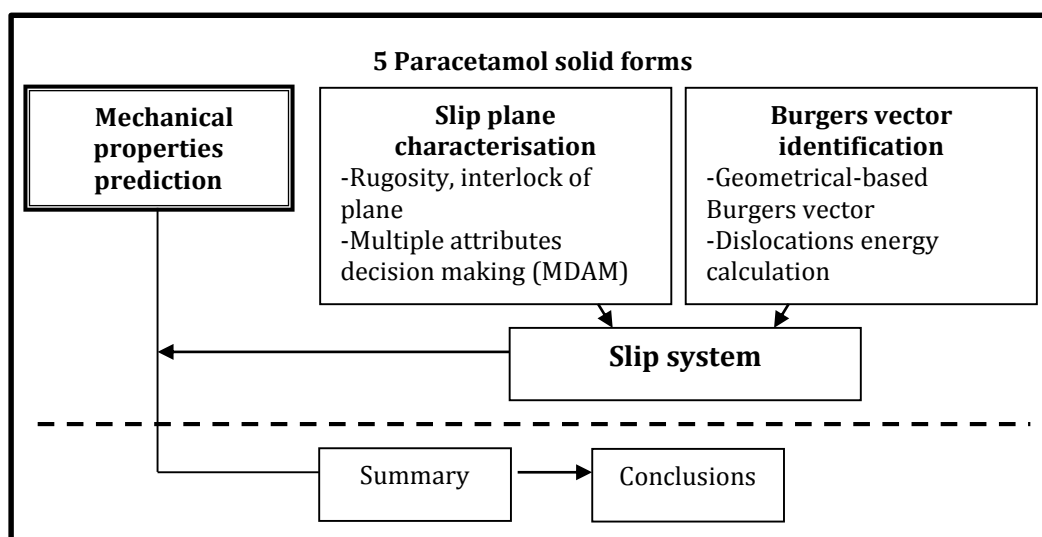 5 Paracetamol solid forms
Mechanical
properties
prediction
Slip plane
characterisation
-Rugosity, interlock of
plane
-Multiple attributes
decision making (MDAM)
Burgers vector
identification
-Geometrical-based
Burgers vector
-Dislocations energy
calculation
Slip system
Summary
Conclusions